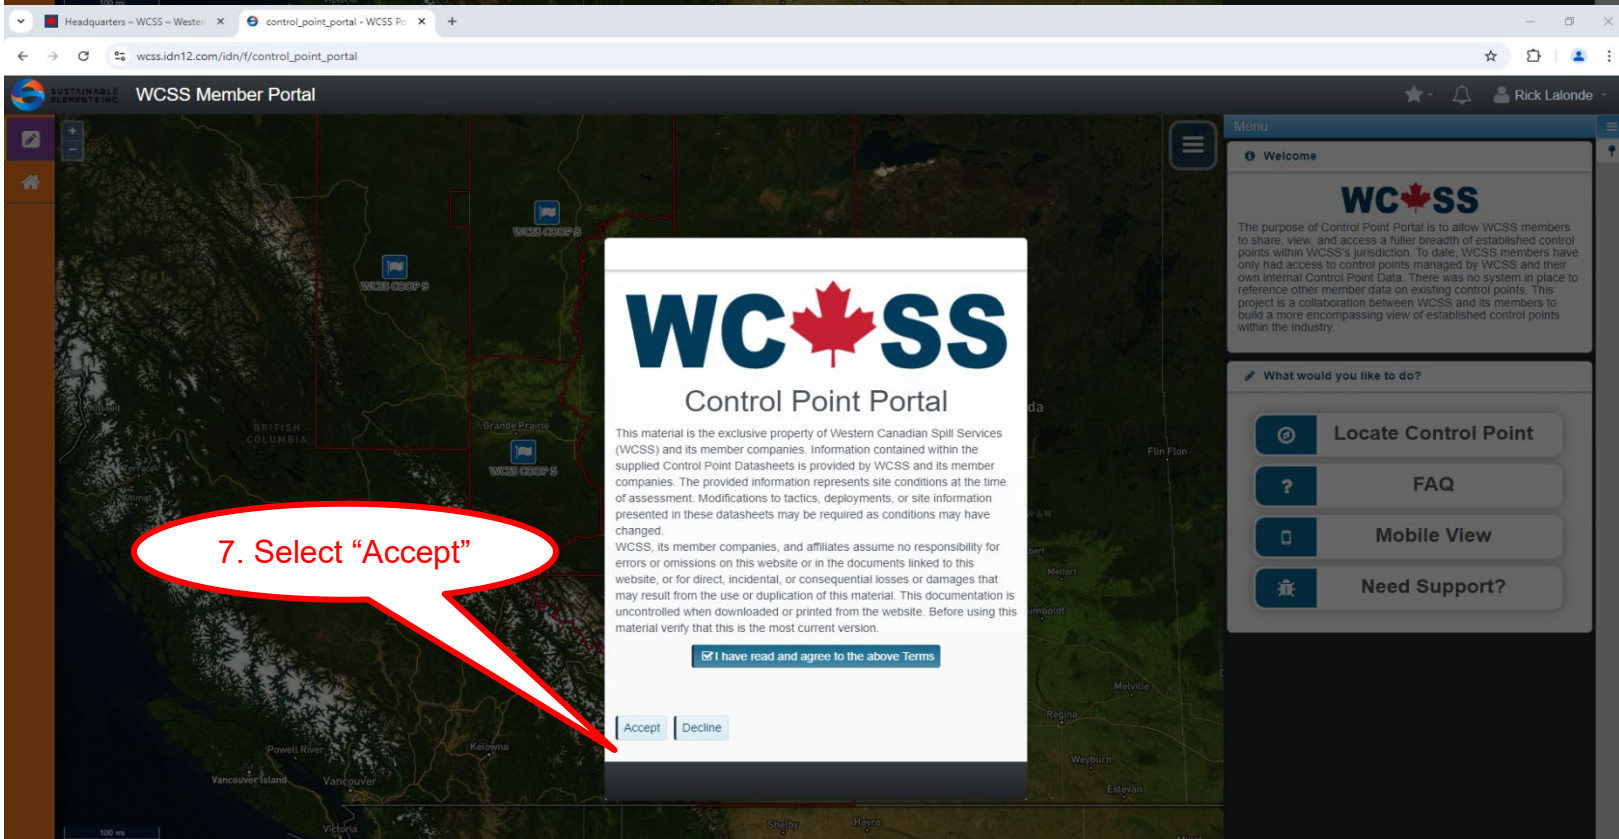 100 mi
Headquarters – WCSS – Wester
control_point_portal - WCSS Po
wcss.idn12.com/idn/f/control_point_portal
SUSTAINABLE
ELEMENTS INC.
WCSS Member Portal
Rick Lalonde
Menu
Welcome
WCSS
The purpose of Control Point Portal is to allow WCSS members
to share, view, and access a fuller breadth of established control
points within WCSS's jurisdiction. To date, WCSS members have
only had access to control points managed by WCSS and their
own internal Control Point Data. There was no system in place to
reference other member data on existing control points. This
project is a collaboration between WCSS and its members to
build a more encompassing view of established control points
within the industry.
What would you like to do?
Locate Control Point
FAQ
Mobile View
Need Support?
WCSS COOP 8
WCSS COOP 9
WCSS COOP 5
BRITISH
COLUMBIA
Grande Prairie
Kitsault
Terrace
Kitimat
Flin Flon
Melfort
Humboldt
Melville
Regina
Weyburn
Estevan
Powell River
Kelowna
Vancouver Island
Vancouver
Victoria
Shelby
Havre
100 mi
WCSS
Control Point Portal
This material is the exclusive property of Western Canadian Spill Services
(WCSS) and its member companies. Information contained within the
supplied Control Point Datasheets is provided by WCSS and its member
companies. The provided information represents site conditions at the time
of assessment. Modifications to tactics, deployments, or site information
presented in these datasheets may be required as conditions may have
changed.
WCSS, its member companies, and affiliates assume no responsibility for
errors or omissions on this website or in the documents linked to this
website, or for direct, incidental, or consequential losses or damages that
may result from the use or duplication of this material. This documentation is
uncontrolled when downloaded or printed from the website. Before using this
material verify that this is the most current version.
I have read and agree to the above Terms
Accept
Decline
7. Select “Accept”